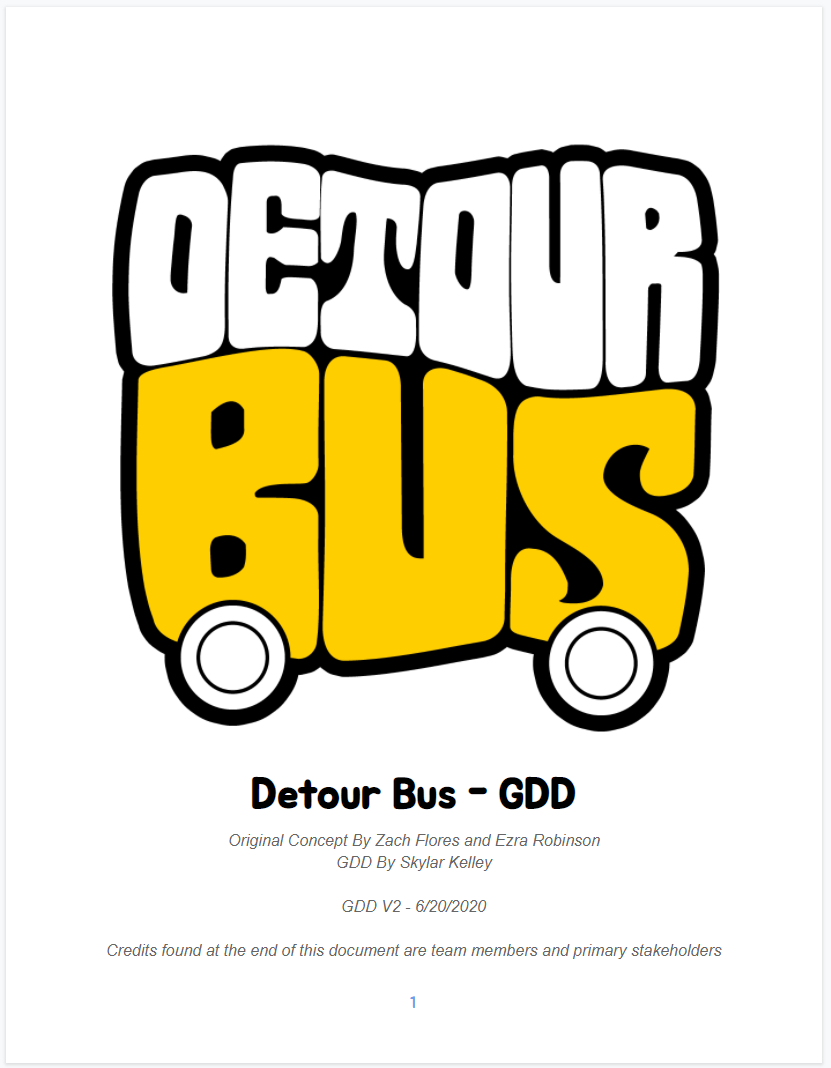 DETOUR
BUS
Detour Bus - GDD
Original Concept By Zach Flores and Ezra Robinson
GDD By Skylar Kelley
GDD V2 - 6/20/2020
Credits found at the end of this document are team members and primary stakeholders
1